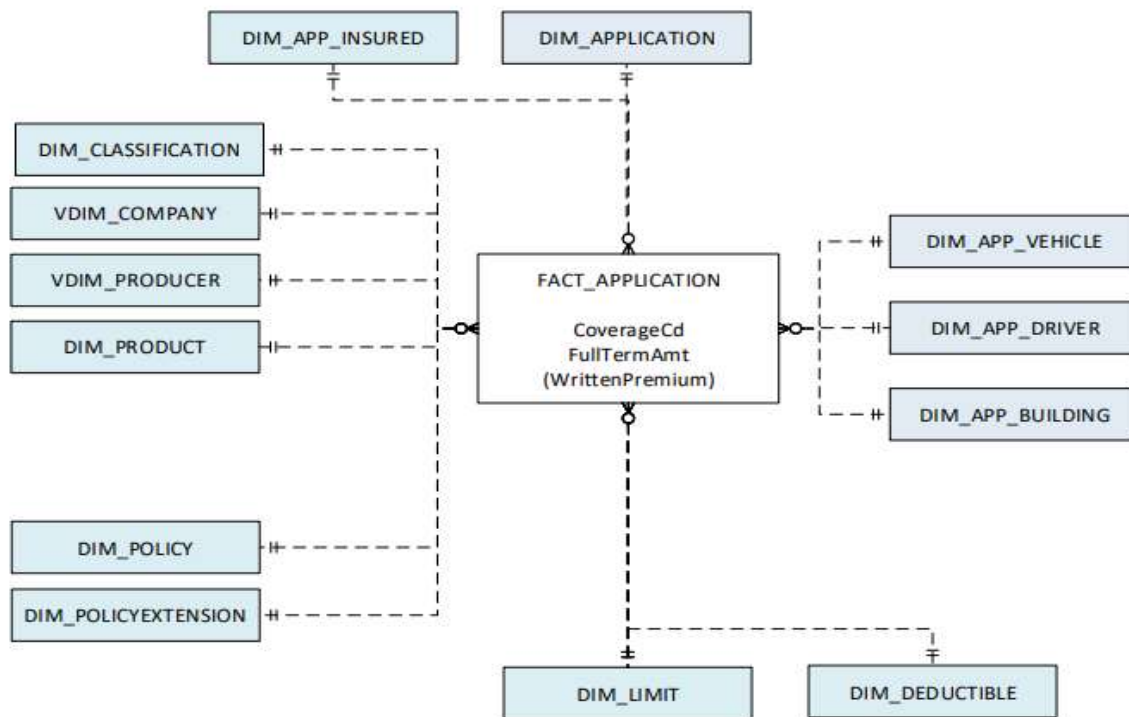 DIM_APP_INSURED
DIM_APPLICATION
DIM_CLASSIFICATION
VDIM_COMPANY
VDIM_PRODUCER
DIM_PRODUCT
DIM_POLICY
DIM_POLICYEXTENSION
FACT_APPLICATION
CoverageCd
FullTermAmt
(WrittenPremium)
DIM_APP_VEHICLE
DIM_APP_DRIVER
DIM_APP_BUILDING
DIM_LIMIT
DIM_DEDUCTIBLE